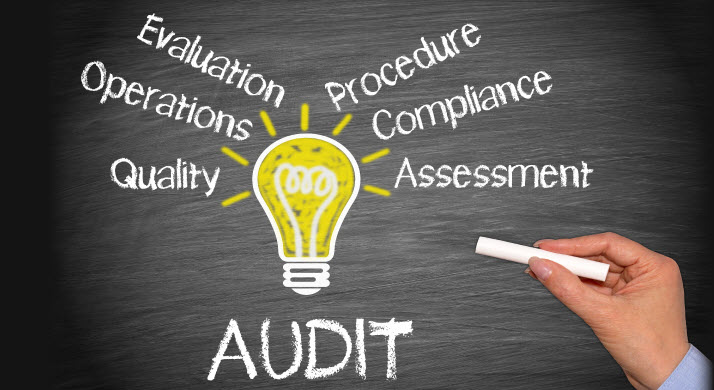 Evaluation
Procedure
Operations
Compliance
Quality
Assessment
AUDIT